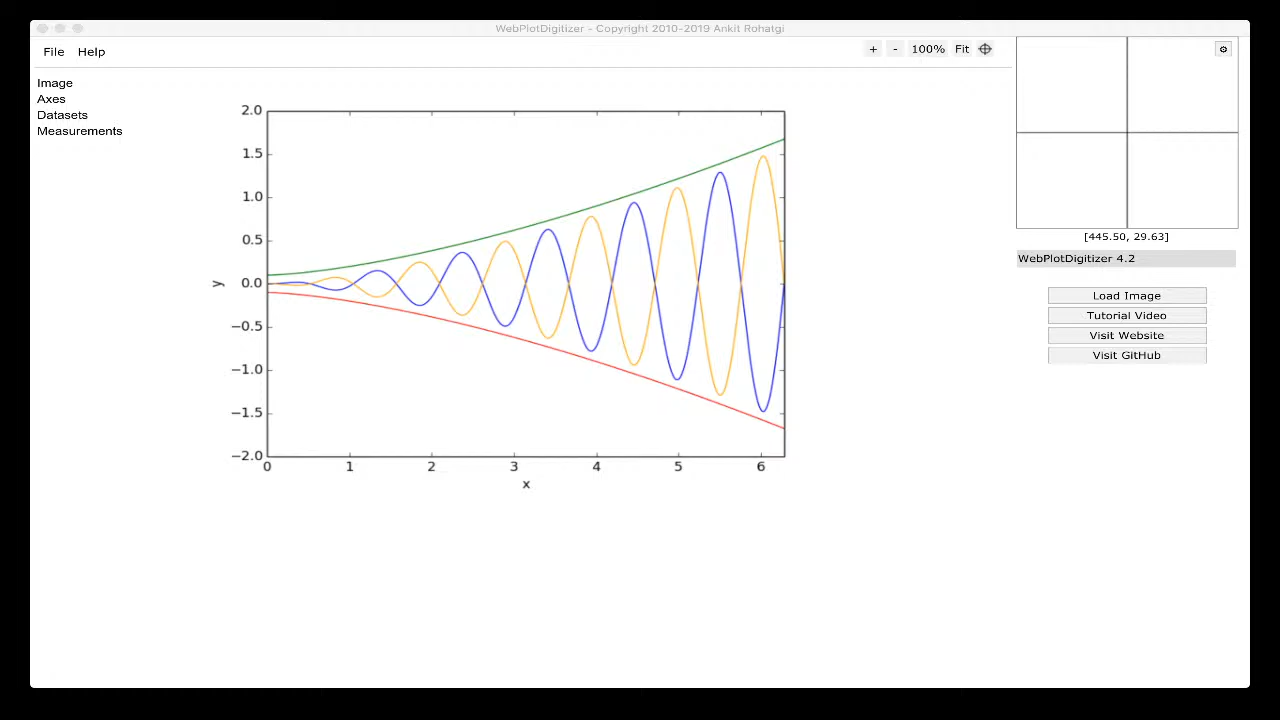 WebPlotDigitizer - Copyright 2010-2019 Ankit Rohatgi
File Help
+ - 100% Fit
Image
Axes
Datasets
Measurements
2.0
1.5
1.0
0.5
0.0
−0.5
−1.0
−1.5
−2.0
y
0 1 2 3 4 5 6
x
[445.50, 29.63]
WebPlotDigitizer 4.2
Load Image
Tutorial Video
Visit Website
Visit GitHub